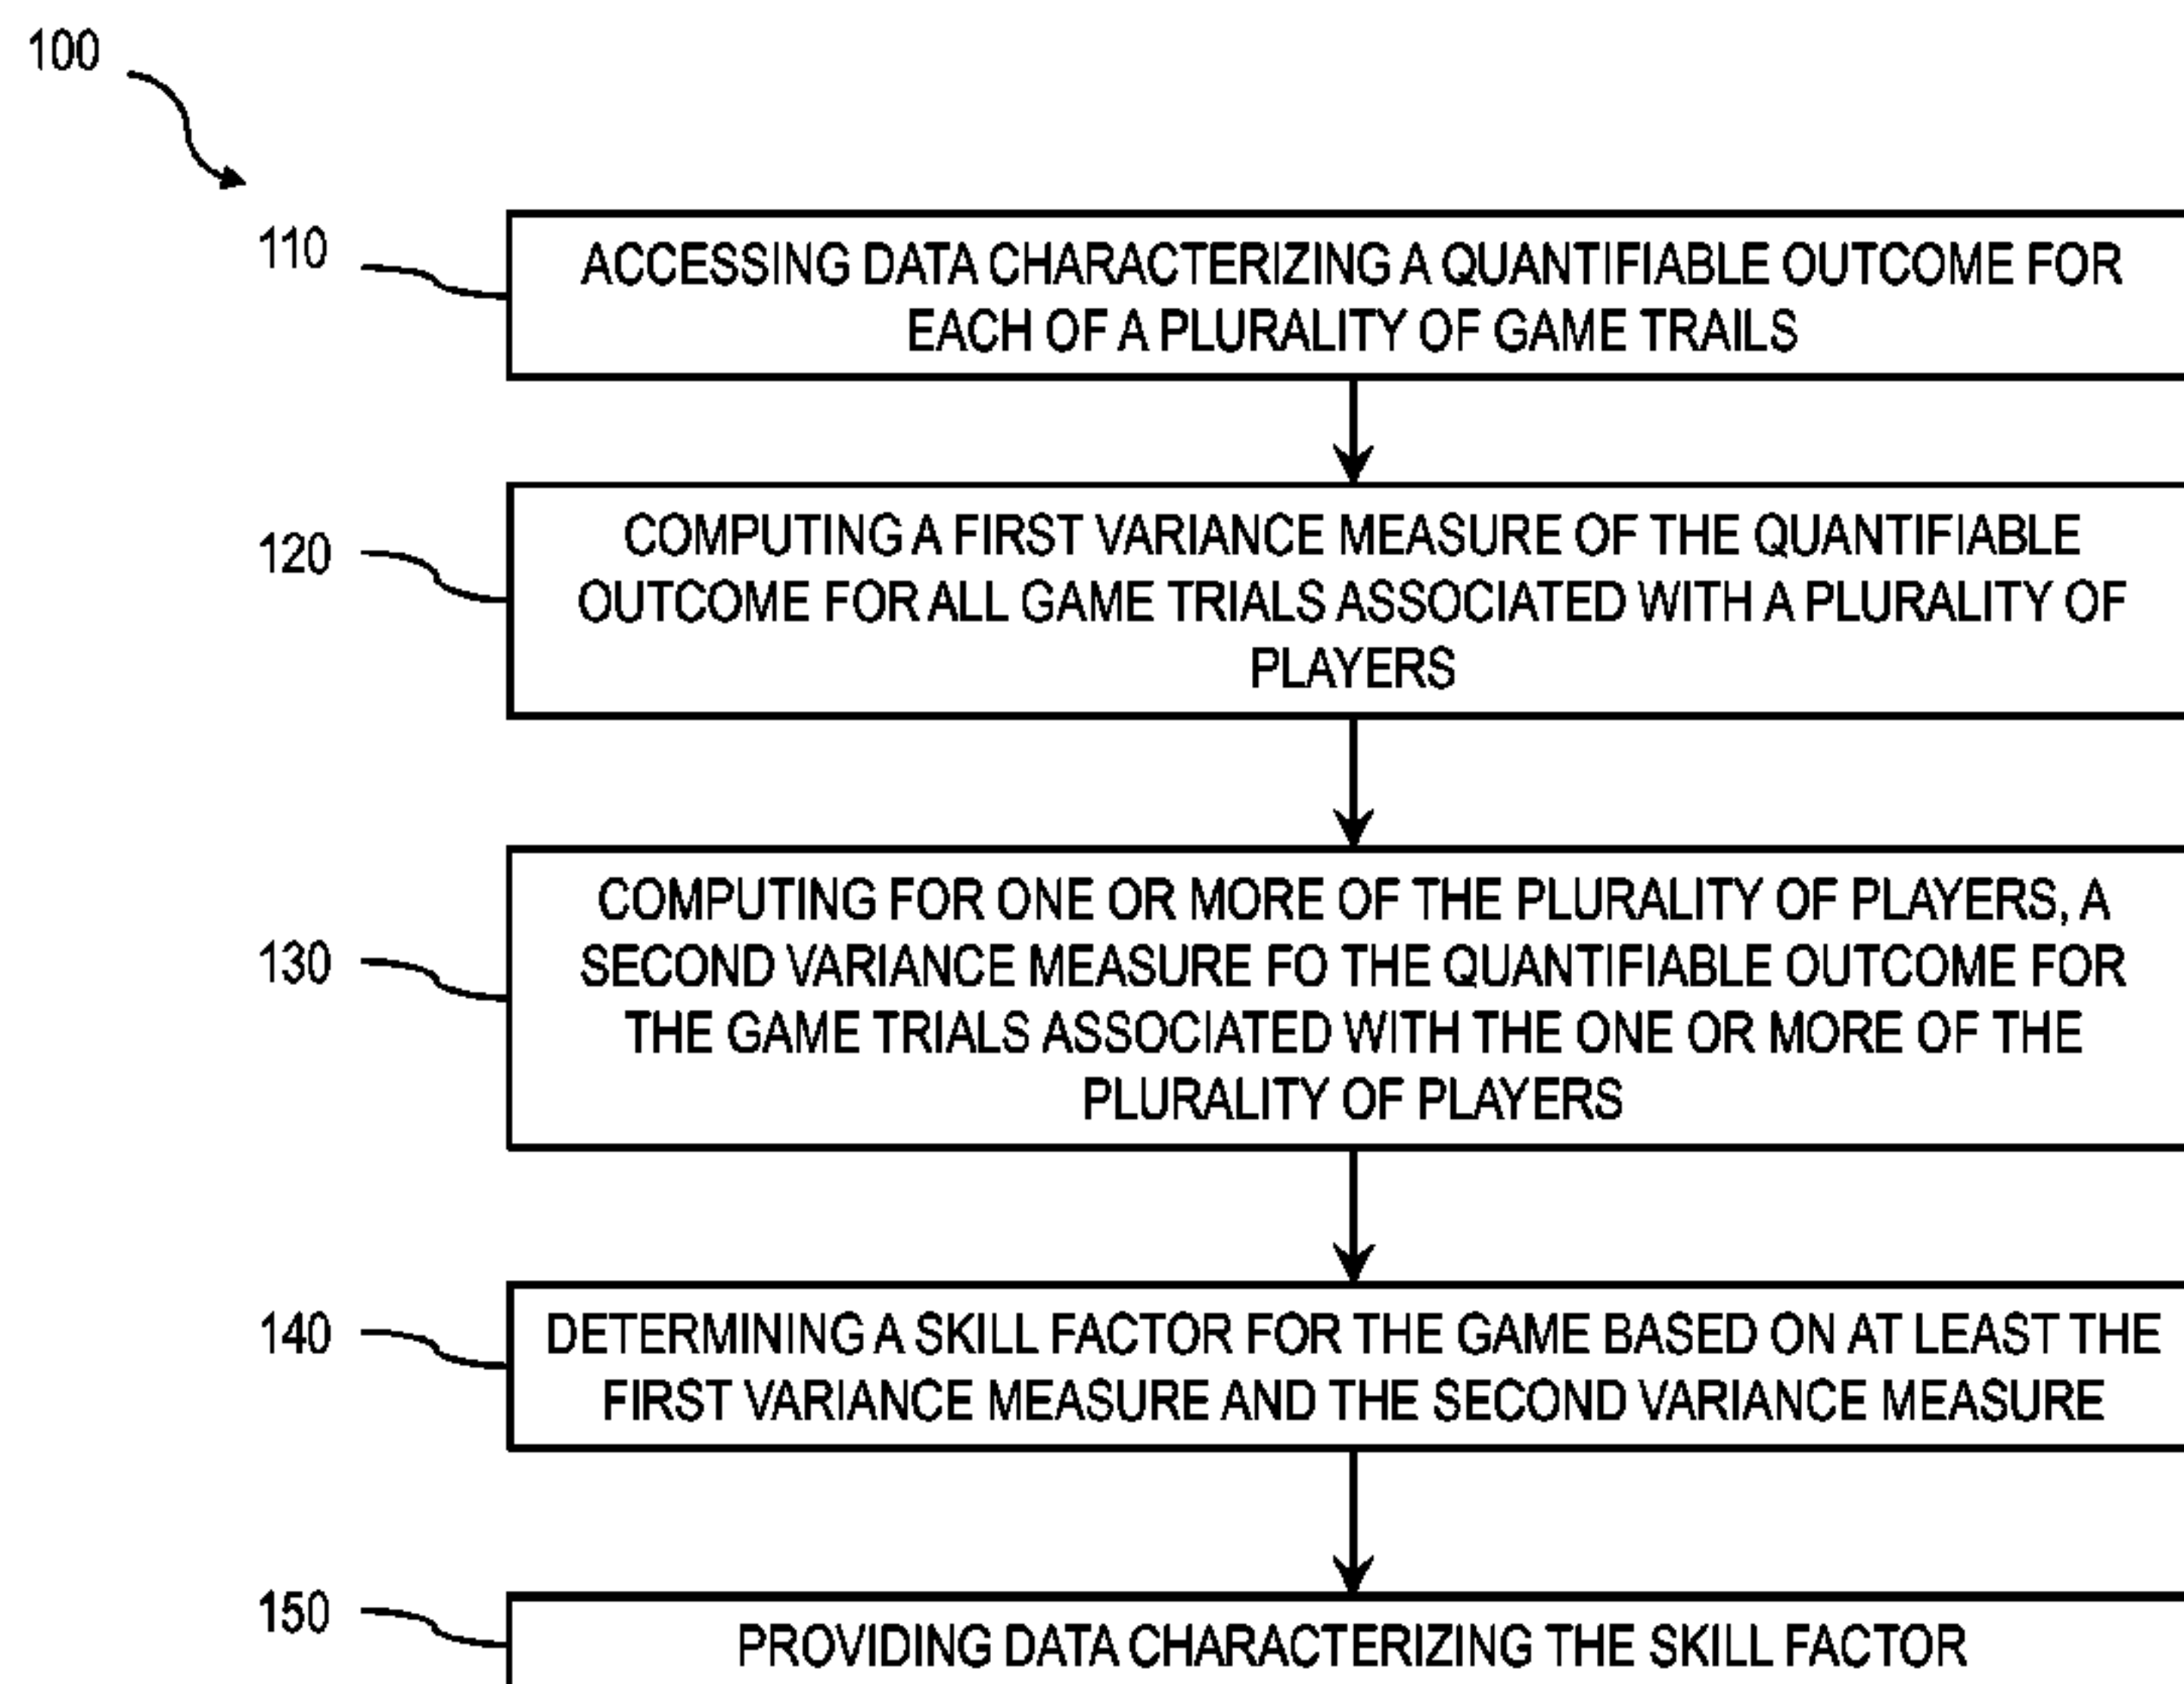 100
110
ACCESSING DATA CHARACTERIZING A QUANTIFIABLE OUTCOME FOR
EACH OF A PLURALITY OF GAME TRAILS
120
COMPUTING A FIRST VARIANCE MEASURE OF THE QUANTIFIABLE
OUTCOME FOR ALL GAME TRIALS ASSOCIATED WITH A PLURALITY OF
PLAYERS
130
COMPUTING FOR ONE OR MORE OF THE PLURALITY OF PLAYERS, A
SECOND VARIANCE MEASURE FO THE QUANTIFIABLE OUTCOME FOR
THE GAME TRIALS ASSOCIATED WITH THE ONE OR MORE OF THE
PLURALITY OF PLAYERS
140
DETERMINING A SKILL FACTOR FOR THE GAME BASED ON AT LEAST THE
FIRST VARIANCE MEASURE AND THE SECOND VARIANCE MEASURE
150
PROVIDING DATA CHARACTERIZING THE SKILL FACTOR